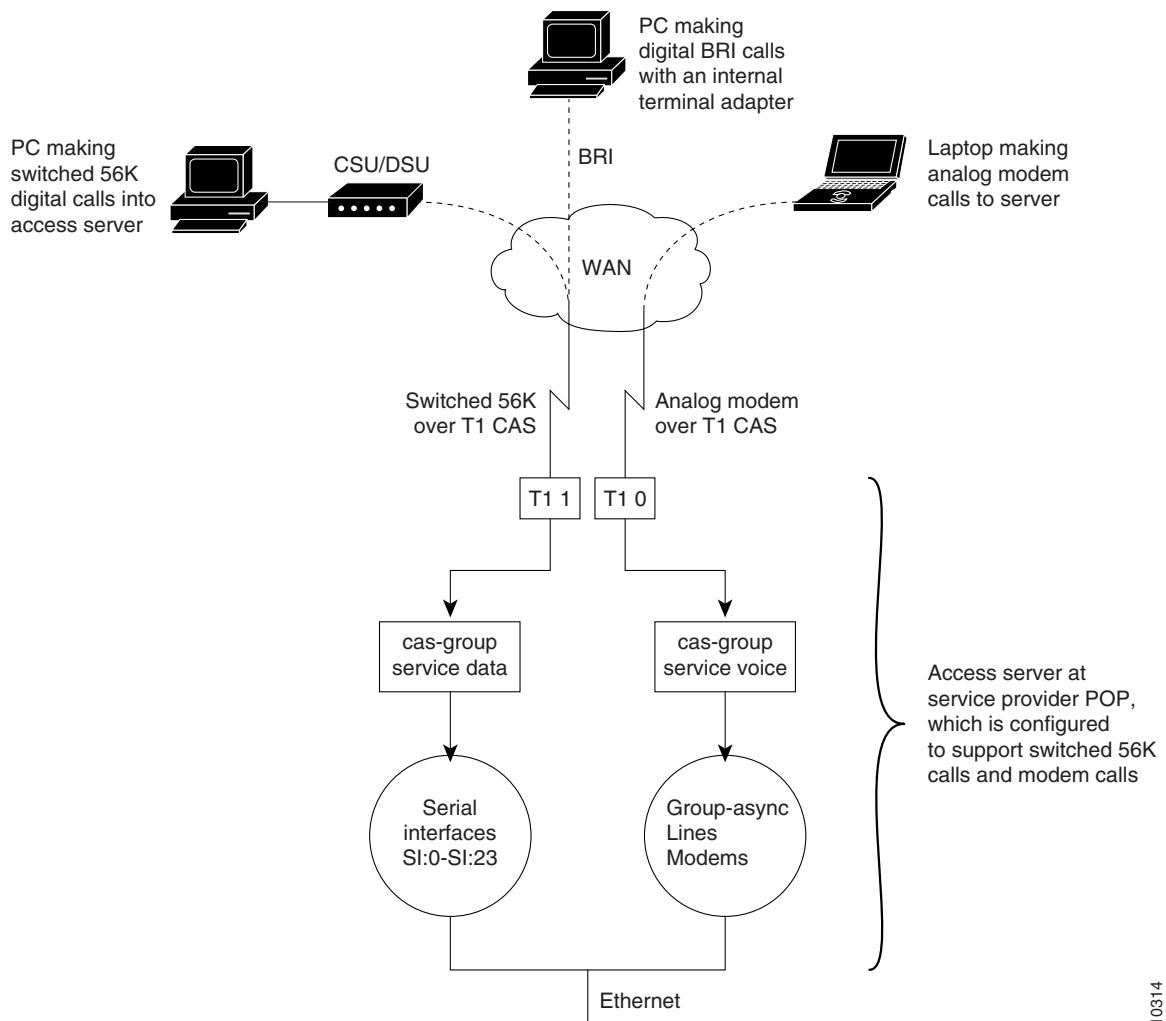 PC making
digital BRI calls
with an internal
terminal adapter
PC making
switched 56K
digital calls into
access server
CSU/DSU
BRI
Laptop making
analog modem
calls to server
WAN
Switched 56K
over T1 CAS
Analog modem
over T1 CAS
T1 1
T1 0
cas-group
service data
cas-group
service voice
Access server at
service provider POP,
which is configured
to support switched 56K
calls and modem calls
Serial
interfaces
SI:0-SI:23
Group-async
Lines
Modems
Ethernet
10314